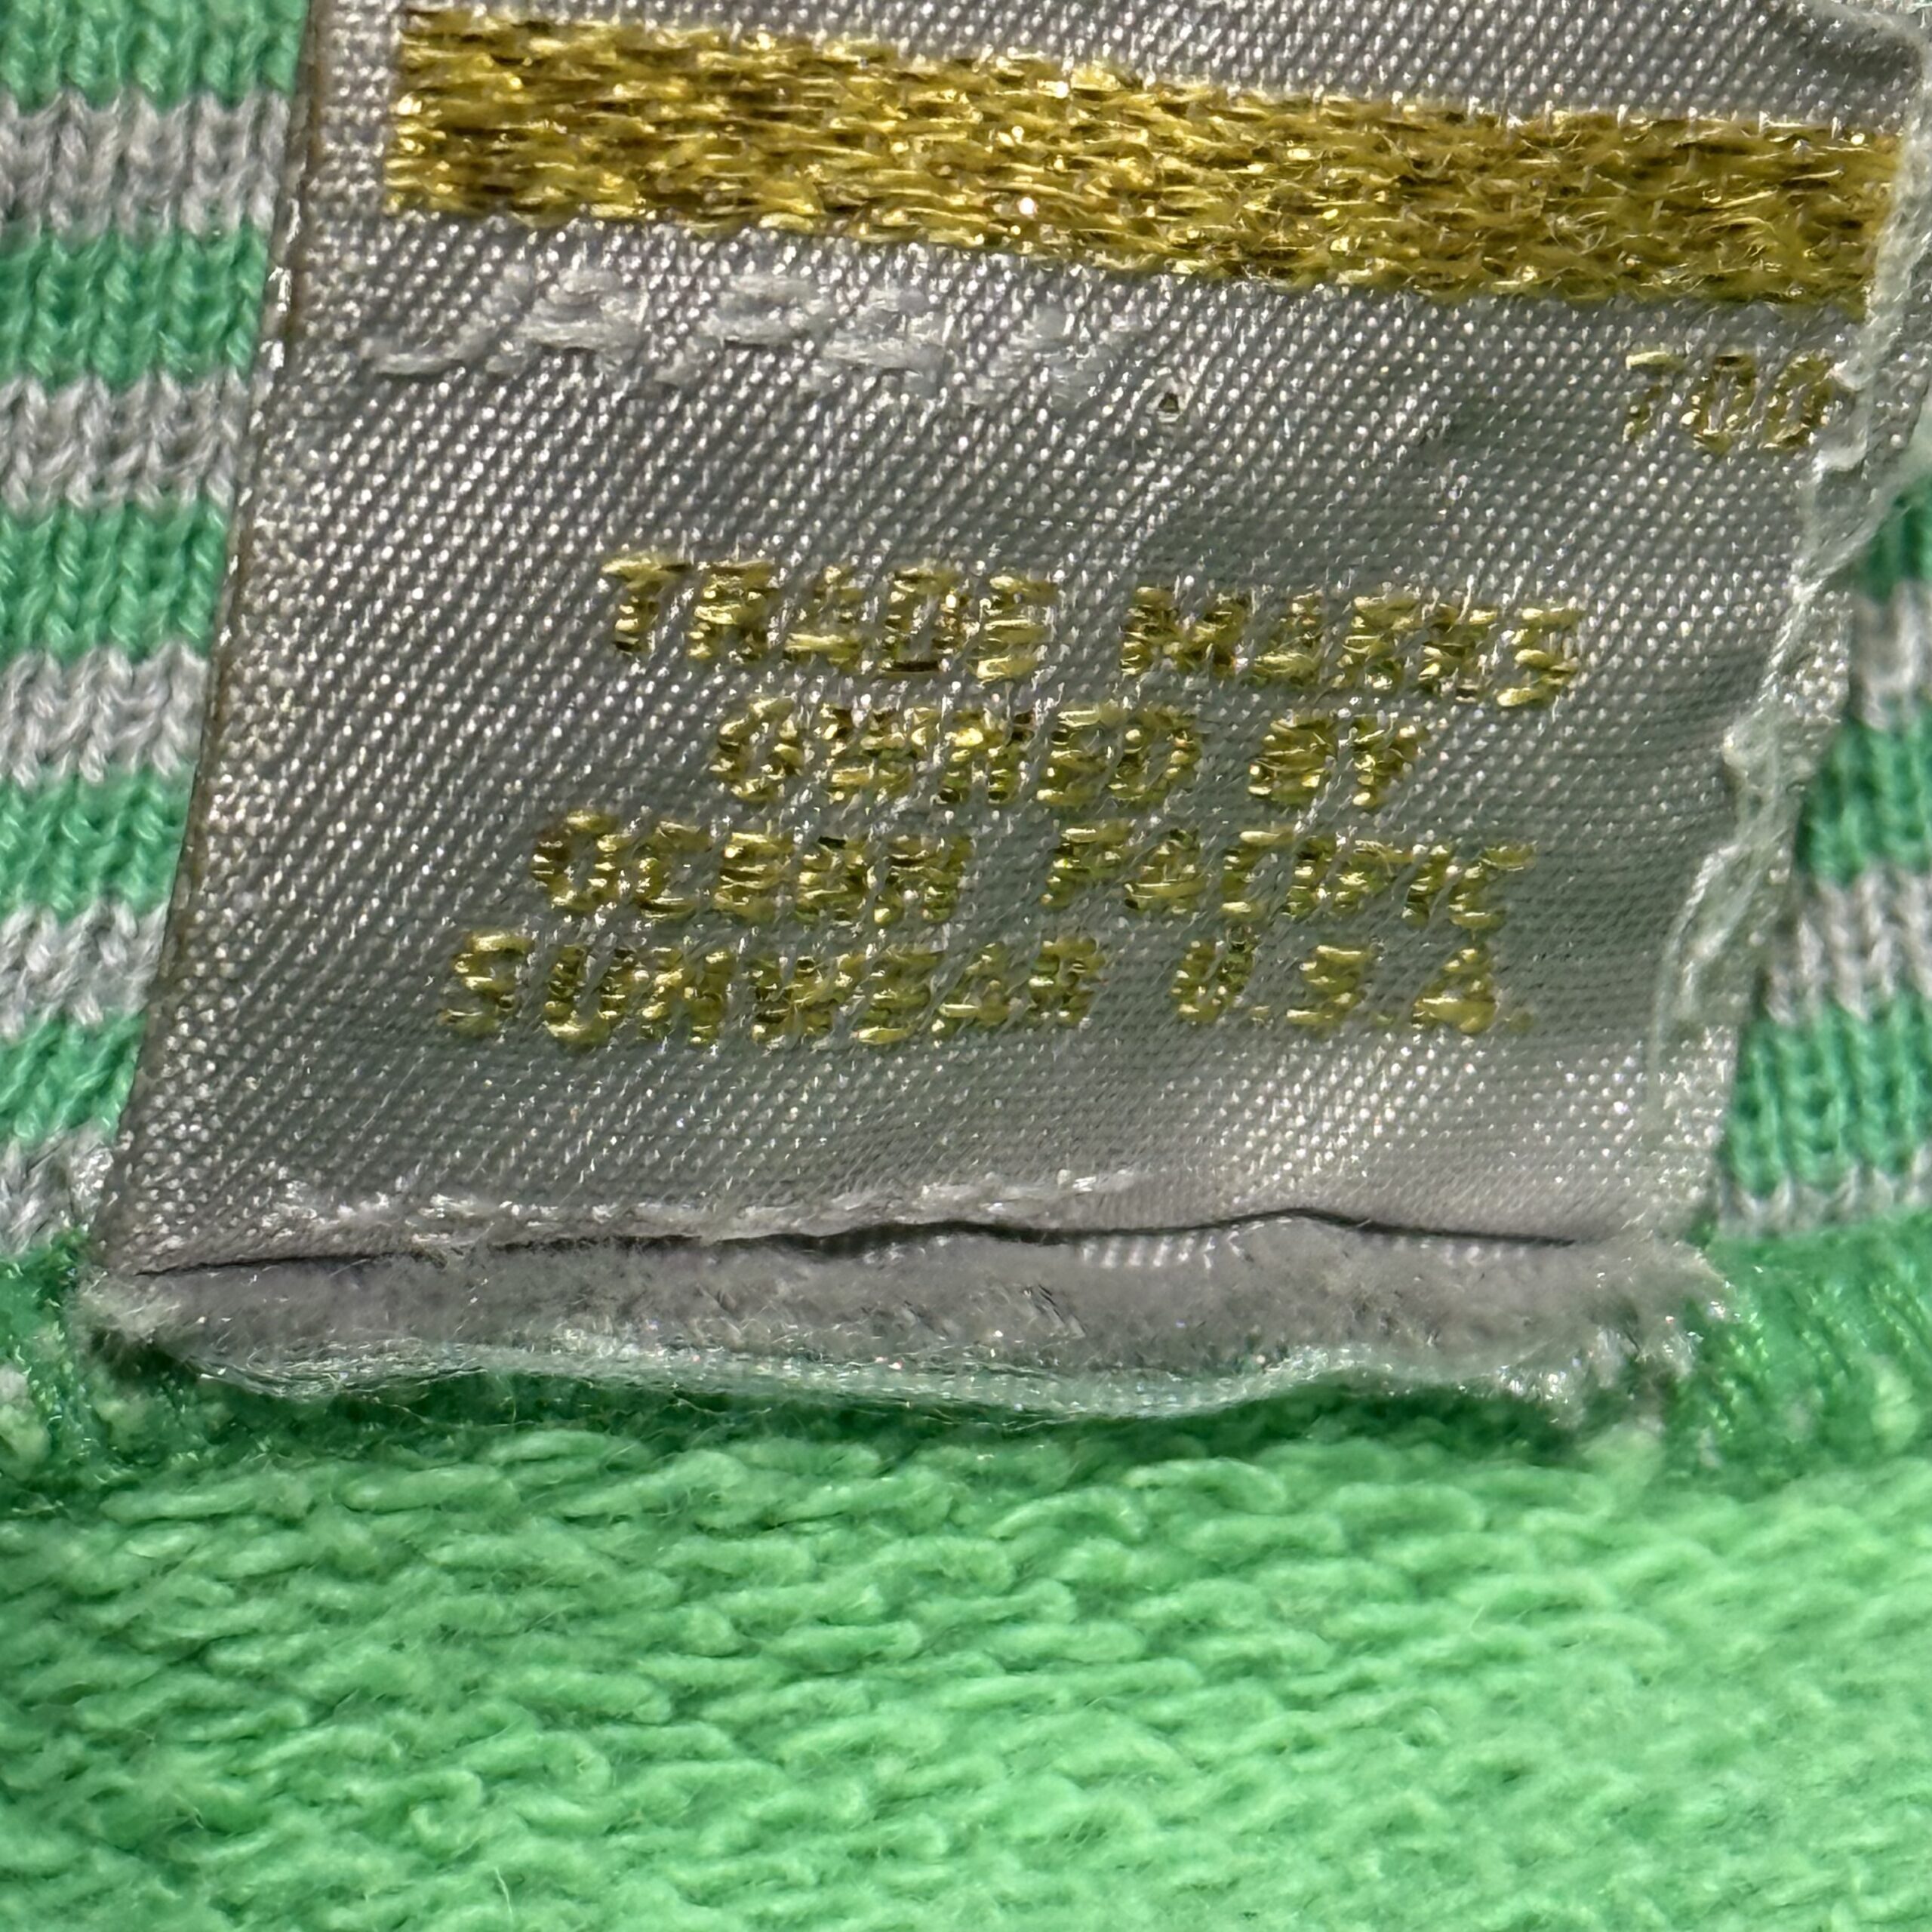 700
TRADE MARKS
OWNED BY
OCEAN PACIFIC
SUNWEAR U.S.A.